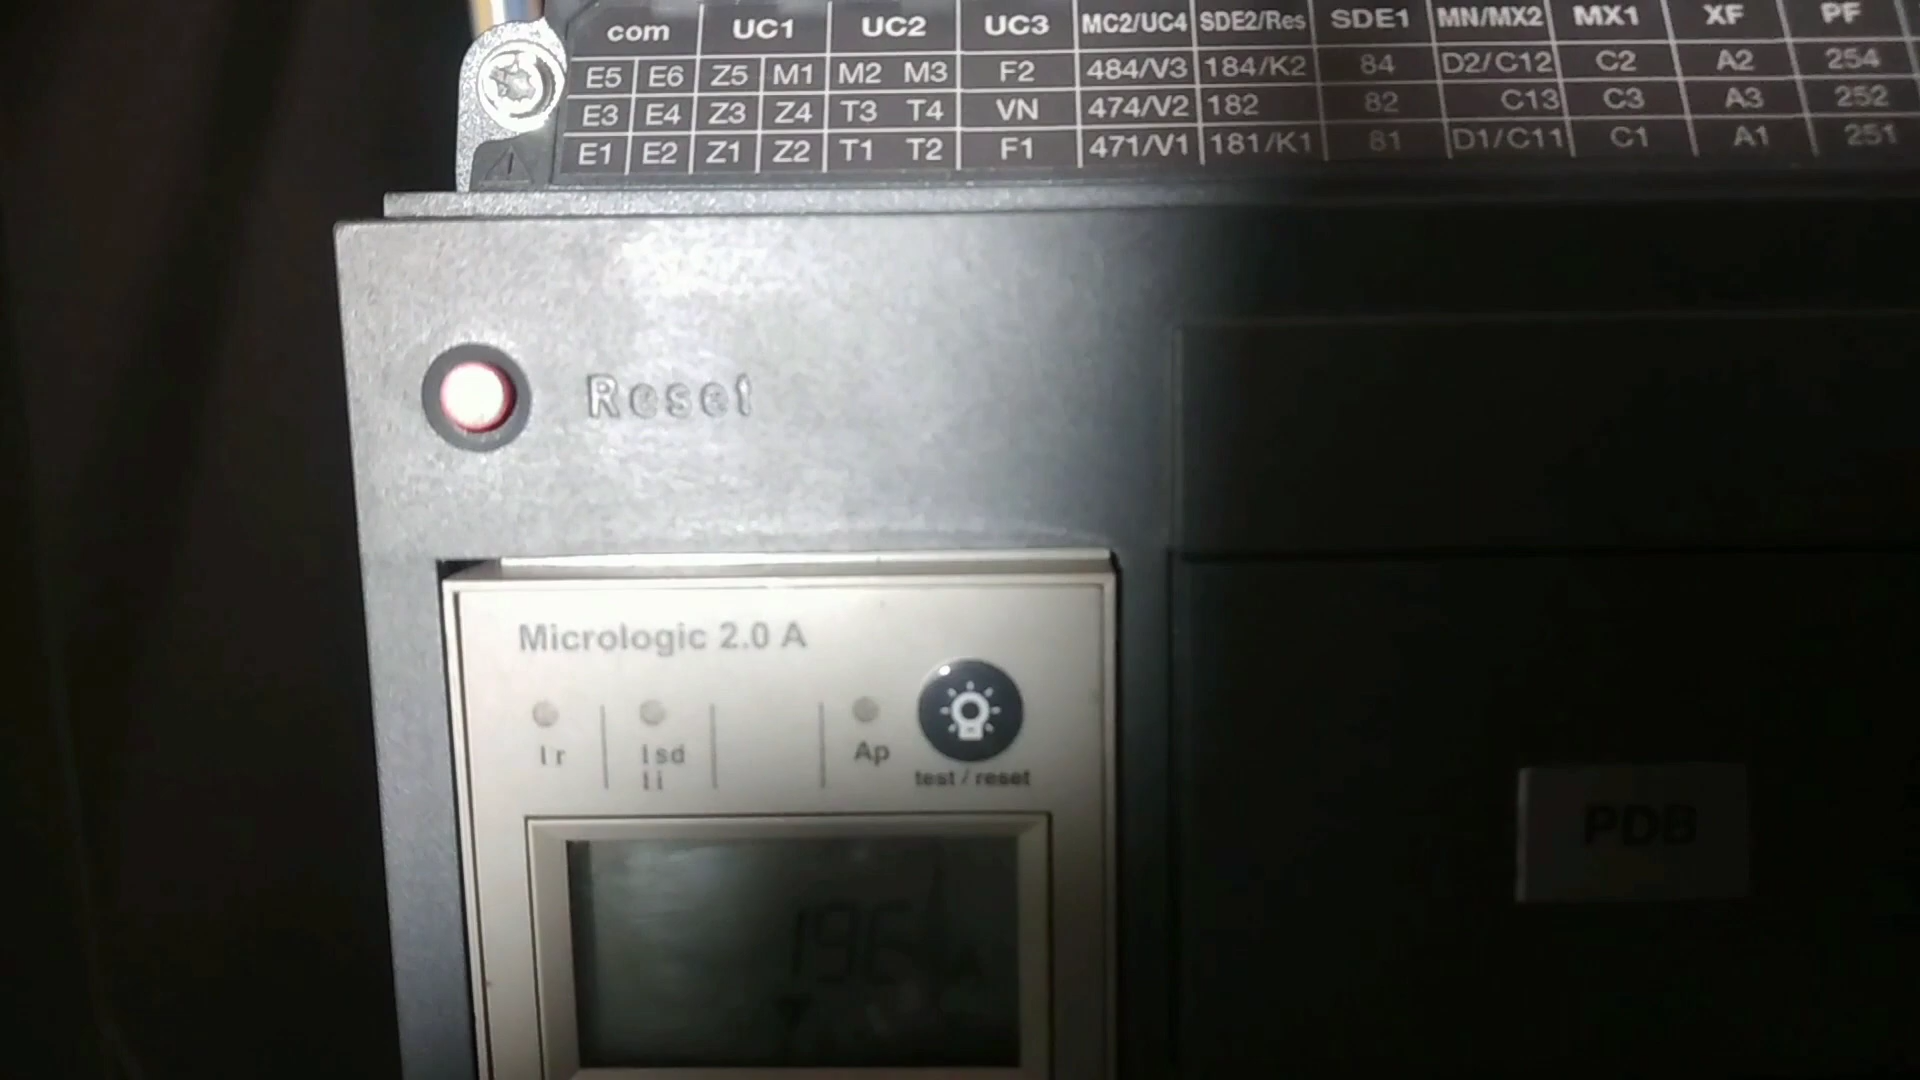 com UC1 UC2 UC3 MC2/UC4 SDE2/Res SDE1 MN/MX2 MX1 XF PF
E5 E6 Z5 M1 M2 M3 F2 484/V3 184/K2 84 D2/C12 C2 A2 254
E3 E4 Z3 Z4 T3 T4 VN 474/V2 182 82 C13 C3 A3 252
E1 E2 Z1 Z2 T1 T2 F1 471/V1 181/K1 81 D1/C11 C1 A1 251
Reset
Micrologic 2.0 A
Ir Isd Ap
Ii
test / reset
PDB
196 A